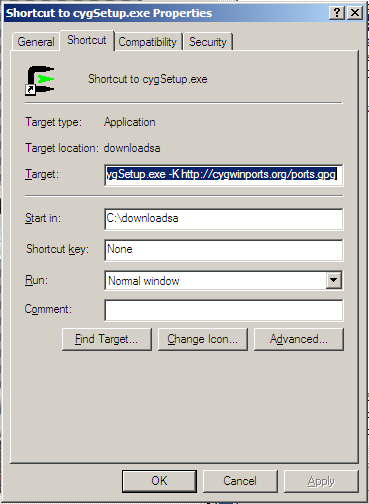 Shortcut to cygSetup.exe Properties
General Shortcut Compatibility Security
Shortcut to cygSetup.exe
Target type: Application
Target location: downloadsa
Target: ygSetup.exe -K http://cygwinports.org/ports.gpg
Start in: C:\downloadsa
Shortcut key: None
Run: Normal window
Comment:
Find Target... Change Icon... Advanced...
OK Cancel Apply